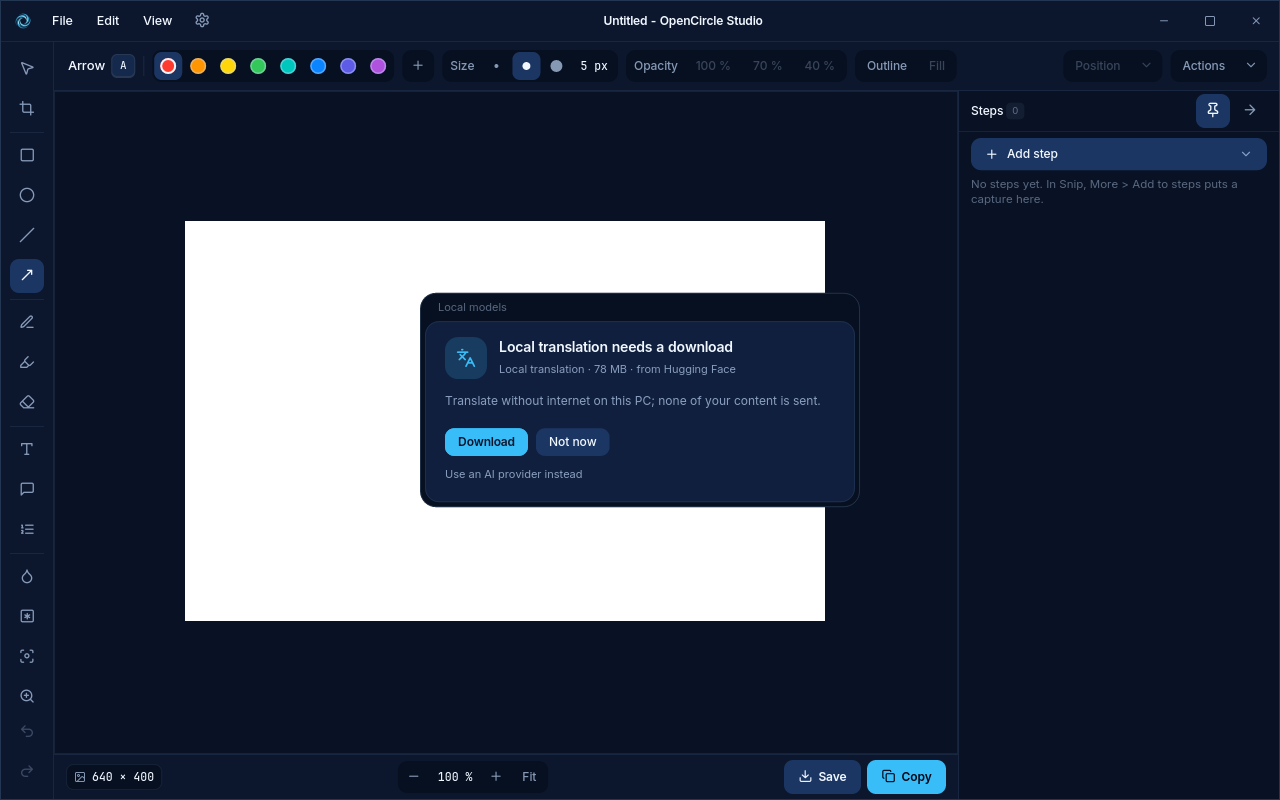 File Edit View
Untitled - OpenCircle Studio
Arrow A
Size 5 px
Opacity 100 % 70 % 40 %
Outline Fill
Position
Actions
Steps 0
Add step
No steps yet. In Snip, More > Add to steps puts a
capture here.
Local models
Local translation needs a download
Local translation · 78 MB · from Hugging Face
Translate without internet on this PC; none of your content is sent.
Download Not now
Use an AI provider instead
640 × 400
100 % Fit
Save Copy